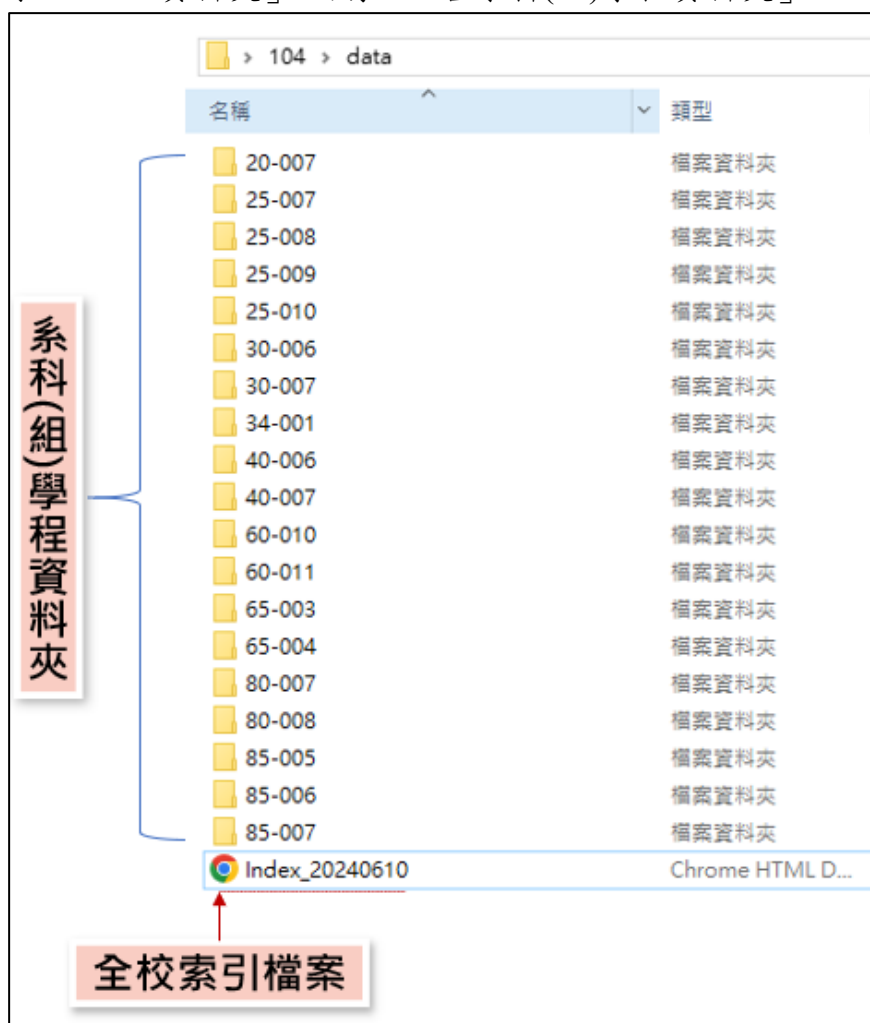 104 > data
名稱 類型
20-007 檔案資料夾
25-007 檔案資料夾
25-008 檔案資料夾
25-009 檔案資料夾
25-010 檔案資料夾
30-006 檔案資料夾
30-007 檔案資料夾
34-001 檔案資料夾
40-006 檔案資料夾
40-007 檔案資料夾
60-010 檔案資料夾
60-011 檔案資料夾
65-003 檔案資料夾
65-004 檔案資料夾
80-007 檔案資料夾
80-008 檔案資料夾
85-005 檔案資料夾
85-006 檔案資料夾
85-007 檔案資料夾
Index_20240610 Chrome HTML D...
系科(組)學程資料夾
全校索引檔案